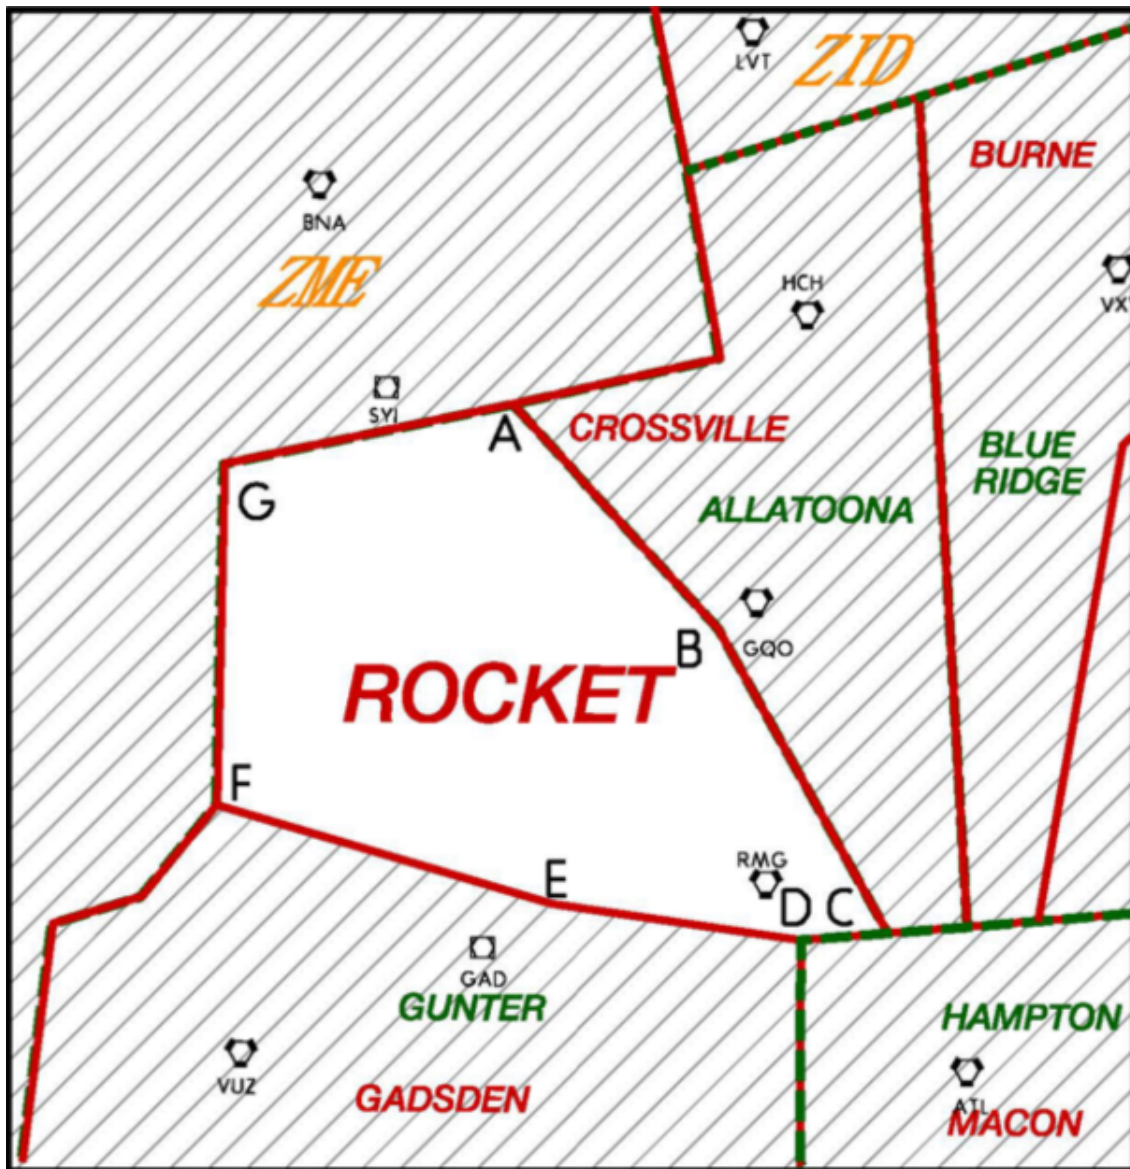 LVT
ZID
BURNE
BNA
ZME
HCH
SYI
A
CROSSVILLE
G
BLUE
RIDGE
ALLATOONA
B
GQO
ROCKET
F
RMG
E
D
C
GAD
GUNTER
HAMPTON
VUZ
GADSDEN
ATL
MACON